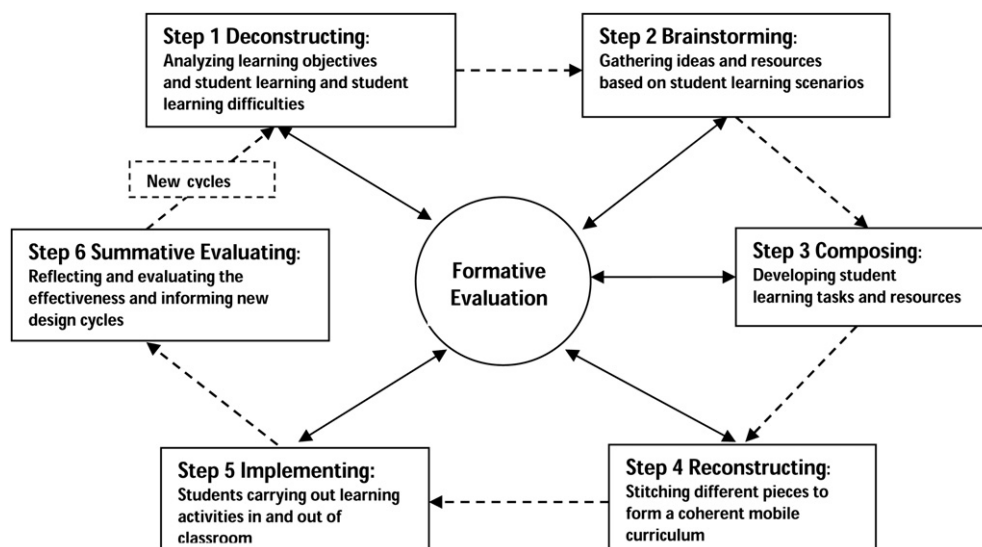 Step 1 Deconstructing:
Analyzing learning objectives
and student learning and student
learning difficulties
Step 2 Brainstorming:
Gathering ideas and resources
based on student learning scenarios
New cycles
Step 6 Summative Evaluating:
Reflecting and evaluating the
effectiveness and informing new
design cycles
Formative
Evaluation
Step 3 Composing:
Developing student
learning tasks and resources
Step 5 Implementing:
Students carrying out learning
activities in and out of
classroom
Step 4 Reconstructing:
Stitching different pieces to
form a coherent mobile
curriculum